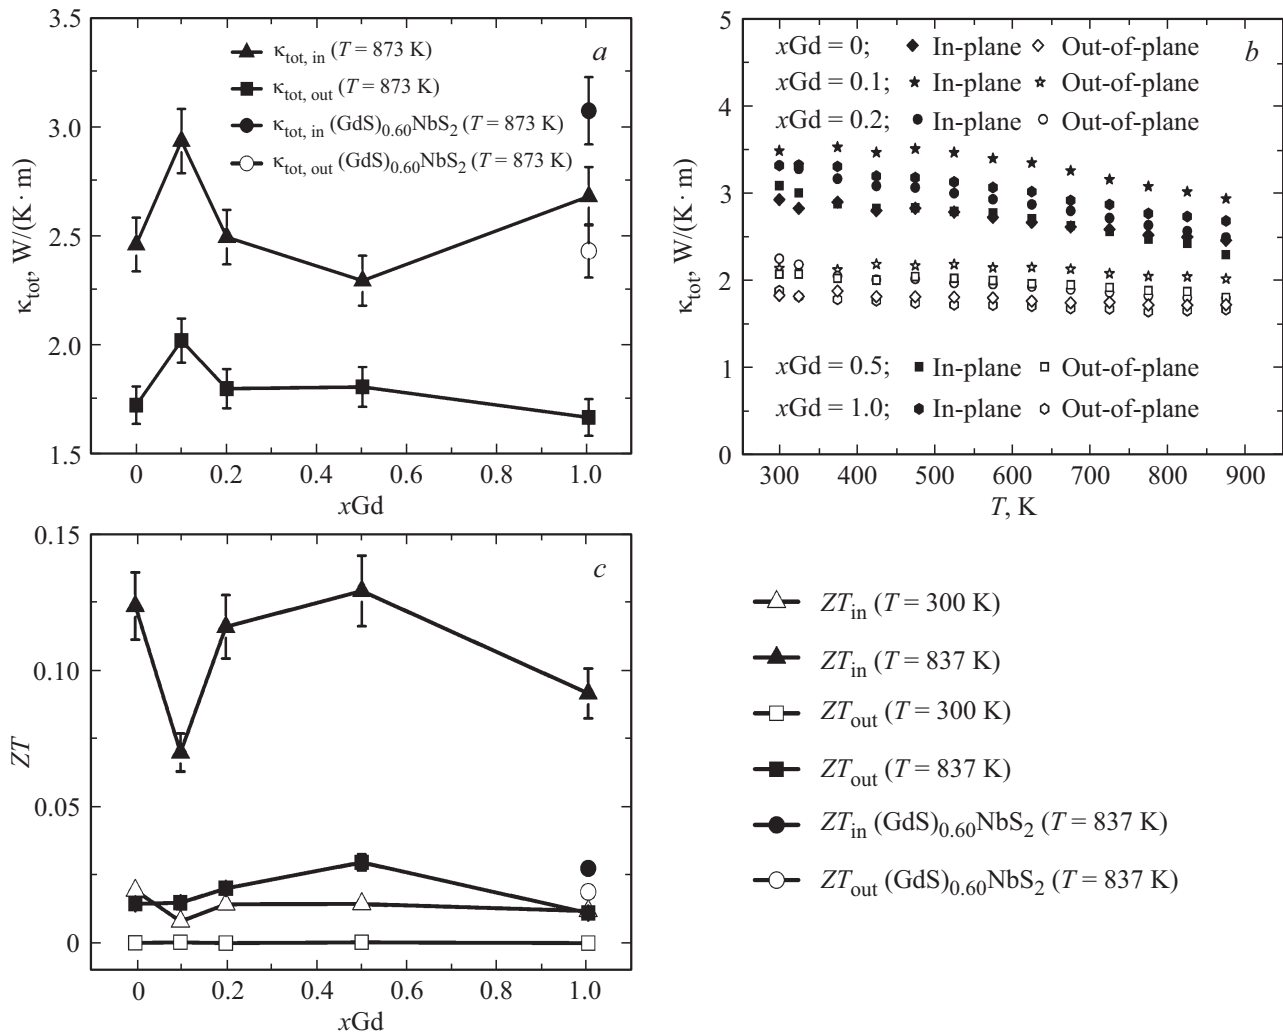 3.5
3.0
2.5
2.0
1.5
κtot, W/(K · m)
a
κtot, in (T = 873 K)
κtot, out (T = 873 K)
κtot, in (GdS)0.60NbS2 (T = 873 K)
κtot, out (GdS)0.60NbS2 (T = 873 K)
0 0.2 0.4 0.6 0.8 1.0
xGd
5
4
3
2
1
0
κtot, W/(K · m)
b
xGd = 0; In-plane Out-of-plane
xGd = 0.1; In-plane Out-of-plane
xGd = 0.2; In-plane Out-of-plane
xGd = 0.5; In-plane Out-of-plane
xGd = 1.0; In-plane Out-of-plane
300 400 500 600 700 800 900
T, K
0.15
0.10
0.05
0
ZT
c
0 0.2 0.4 0.6 0.8 1.0
xGd
ZTin (T = 300 K)
ZTin (T = 837 K)
ZTout (T = 300 K)
ZTout (T = 837 K)
ZTin (GdS)0.60NbS2 (T = 837 K)
ZTout (GdS)0.60NbS2 (T = 837 K)